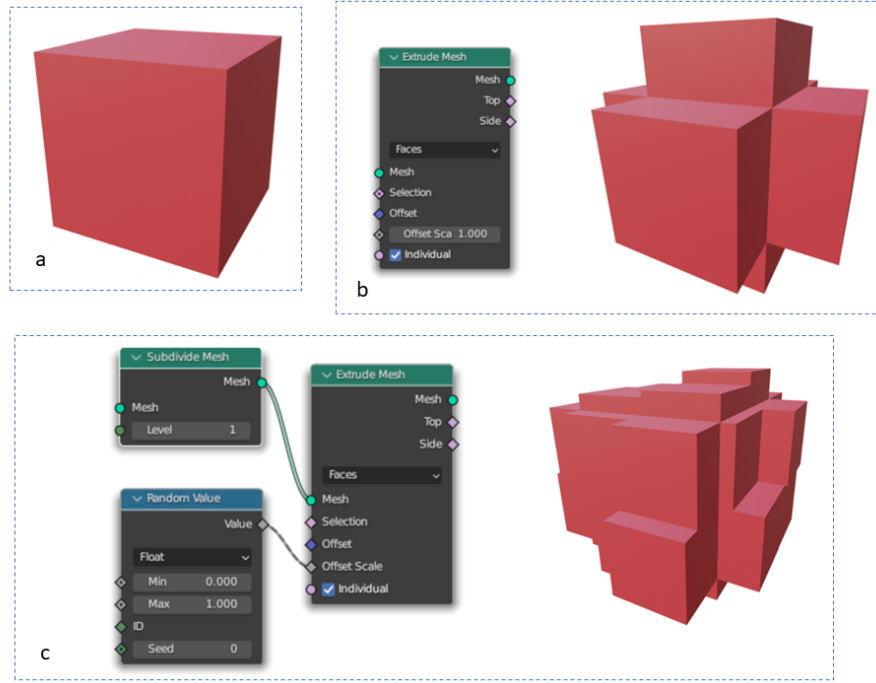 a
Extrude Mesh
Mesh
Top
Side
Faces
Mesh
Selection
Offset
Offset Sca 1.000
Individual
b
Subdivide Mesh
Mesh
Mesh
Level 1
Random Value
Value
Float
Min 0.000
Max 1.000
ID
Seed 0
Extrude Mesh
Mesh
Top
Side
Faces
Mesh
Selection
Offset
Offset Scale
Individual
c